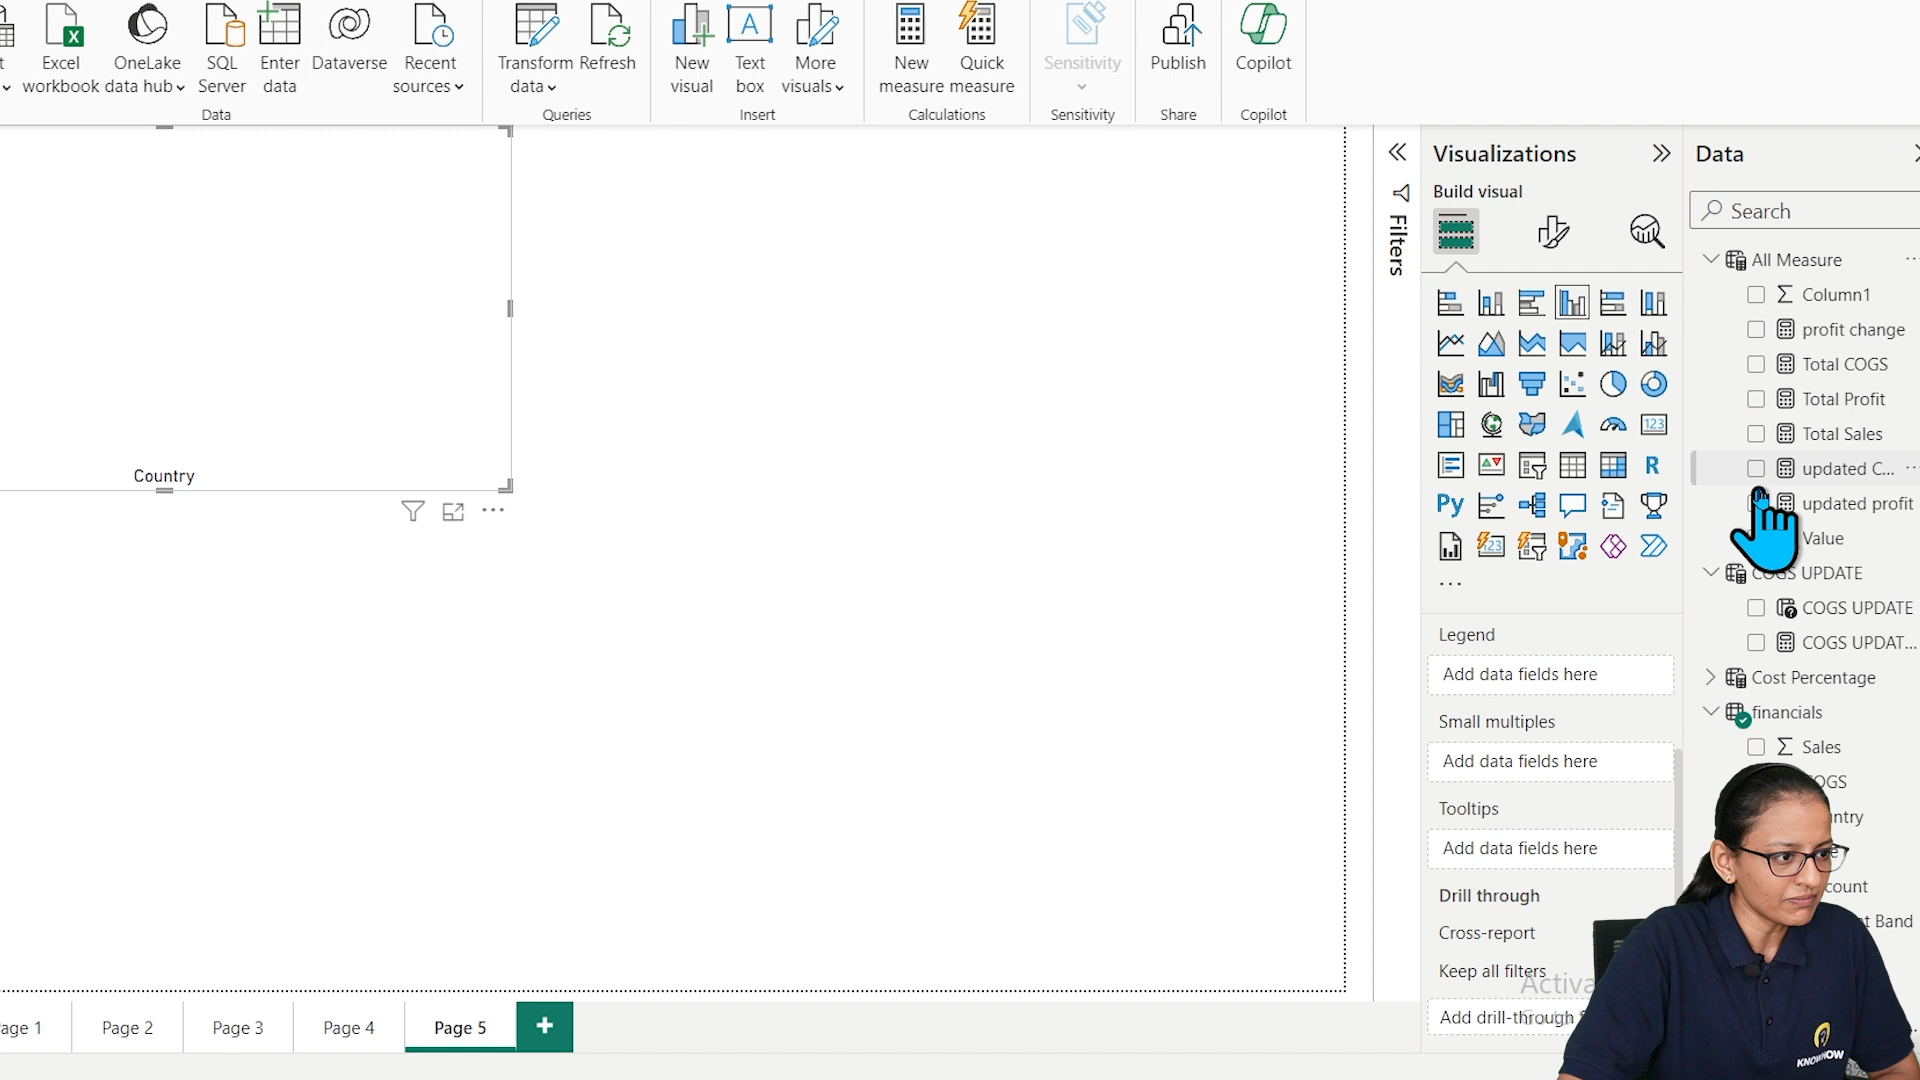 Excel
workbook
OneLake
data hub
SQL
Server
Enter
data
Dataverse
Recent
sources
Data
Transform
data
Refresh
Queries
New
visual
Text
box
More
visuals
Insert
New
measure
Quick
measure
Calculations
Sensitivity
Sensitivity
Publish
Share
Copilot
Copilot
Country
Filters
Visualizations
Build visual
123
R
Py
123
Legend
Add data fields here
Small multiples
Add data fields here
Tooltips
Add data fields here
Drill through
Cross-report
Keep all filters
Add drill-through
Data
Search
All Measure
Column1
profit change
Total COGS
Total Profit
Total Sales
updated C...
updated profit
Value
COGS UPDATE
COGS UPDATE
COGS UPDAT...
Cost Percentage
financials
Sales
KNOWNOW
Page 2
Page 3
Page 4
Page 5